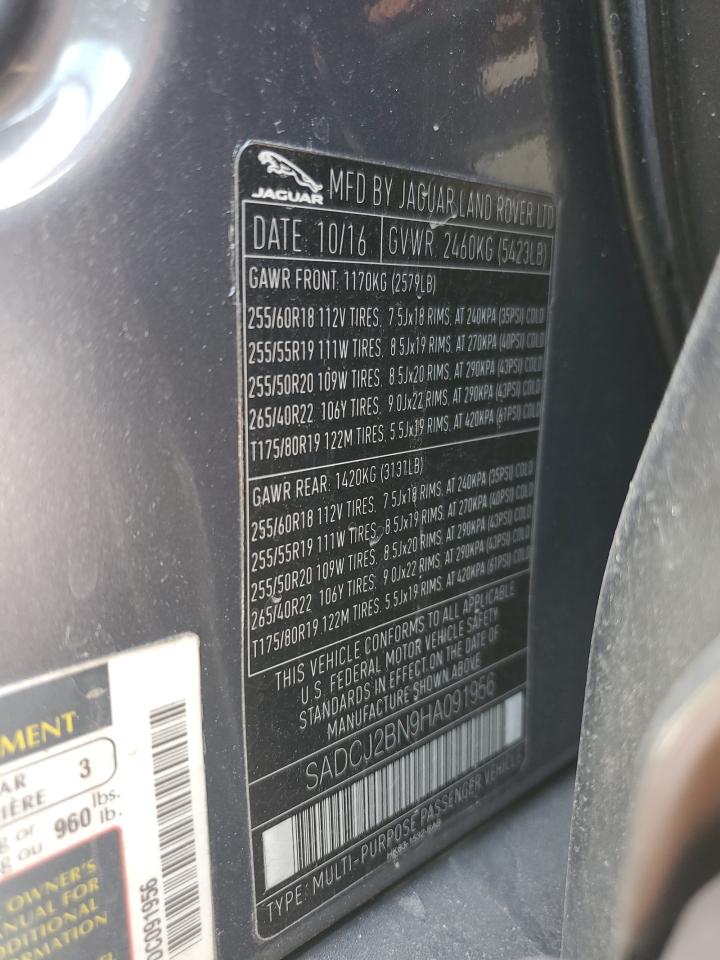 JAGUAR
MFD BY JAGUAR LAND ROVER LTD
DATE: 10/16 GVWR. 2460KG (5423LB)
GAWR FRONT: 1170KG (2579LB)
255/60R18 112V TIRES, 7.5Jx18 RIMS, AT 240KPA (35PSI) COLD
255/55R19 111W TIRES, 8.5Jx19 RIMS, AT 270KPA (40PSI) COLD
255/50R20 109W TIRES, 8.5Jx20 RIMS, AT 290KPA (43PSI) COLD
265/40R22 106Y TIRES, 9.0Jx22 RIMS, AT 290KPA (43PSI) COLD
T175/80R19 122M TIRES, 5.5Jx19 RIMS, AT 420KPA (61PSI) COLD
GAWR REAR: 1420KG (3131LB)
255/60R18 112V TIRES, 7.5Jx18 RIMS, AT 240KPA (35PSI) COLD
255/55R19 111W TIRES, 8.5Jx19 RIMS, AT 270KPA (40PSI) COLD
255/50R20 109W TIRES, 8.5Jx20 RIMS, AT 290KPA (43PSI) COLD
265/40R22 106Y TIRES, 9.0Jx22 RIMS, AT 290KPA (43PSI) COLD
T175/80R19 122M TIRES, 5.5Jx19 RIMS, AT 420KPA (61PSI) COLD
THIS VEHICLE CONFORMS TO ALL APPLICABLE
U.S. FEDERAL MOTOR VEHICLE SAFETY
STANDARDS IN EFFECT ON THE DATE OF
MANUFACTURE SHOWN ABOVE
SADCJ2BN9HA091956
TYPE: MULTI-PURPOSE PASSENGER VEHICLE
MENT
AR 3
IÈRE
g or 960 lbs.
g ou lb.
OWNER'S
ANUAL FOR
DDITIONAL
ORMATION
0C091956